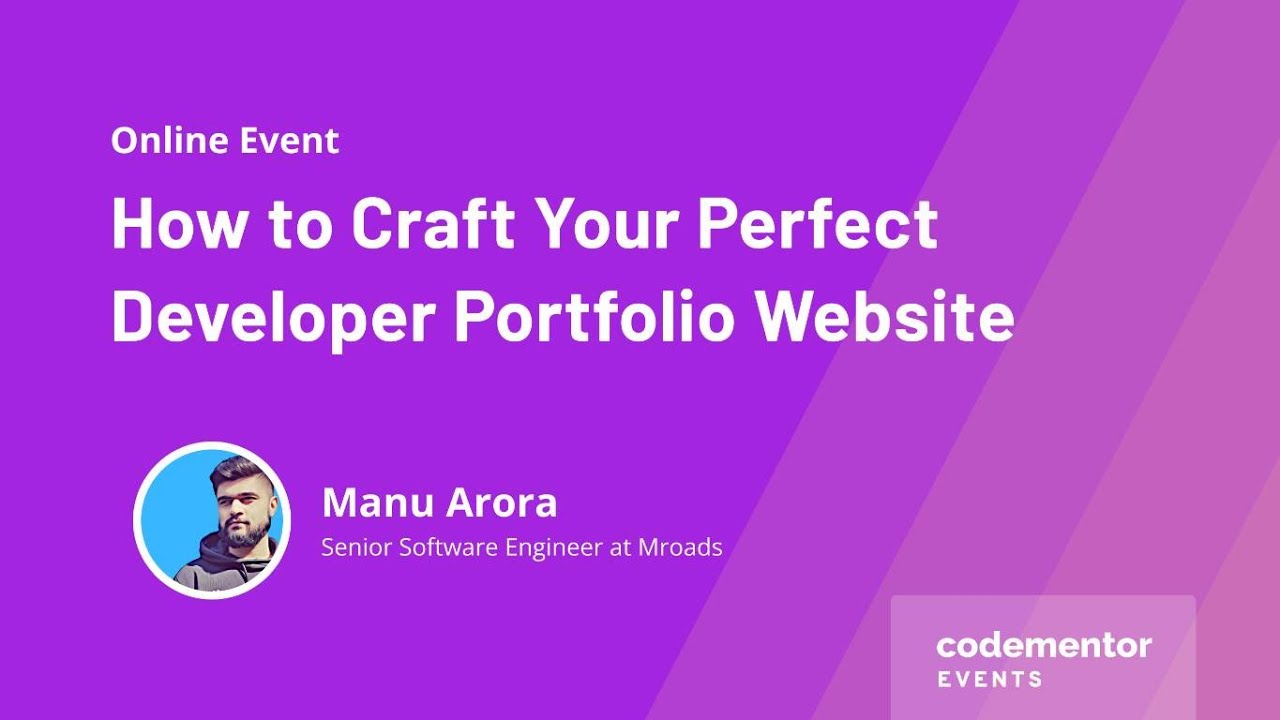 Online Event
How to Craft Your Perfect
Developer Portfolio Website
Manu Arora
Senior Software Engineer at Mroads
codementor
EVENTS